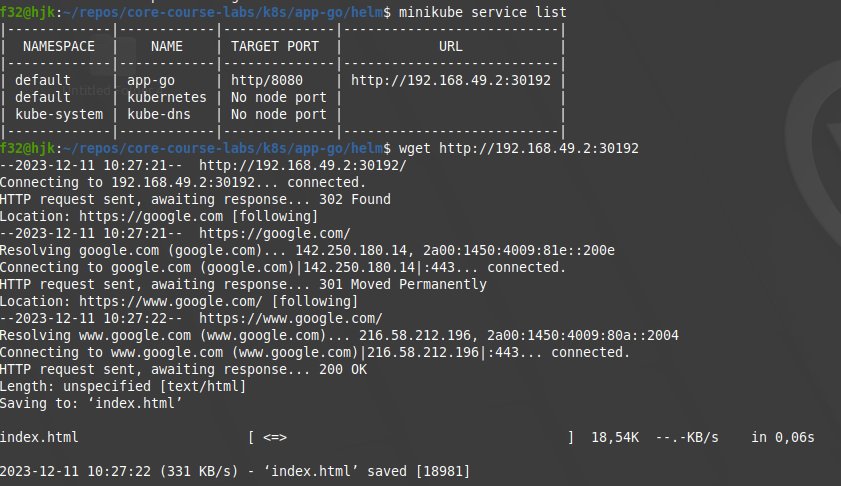 f32@hjk:~/repos/core-course-labs/k8s/app-go/helm$ minikube service list
|-------------|------------|--------------|---------------------------|
|  NAMESPACE  |    NAME    | TARGET PORT  |            URL            |
|-------------|------------|--------------|---------------------------|
| default     | app-go     | http/8080    | http://192.168.49.2:30192 |
| default     | kubernetes | No node port |                           |
| kube-system | kube-dns   | No node port |                           |
|-------------|------------|--------------|---------------------------|
f32@hjk:~/repos/core-course-labs/k8s/app-go/helm$ wget http://192.168.49.2:30192
--2023-12-11 10:27:21--  http://192.168.49.2:30192/
Connecting to 192.168.49.2:30192... connected.
HTTP request sent, awaiting response... 302 Found
Location: https://google.com [following]
--2023-12-11 10:27:21--  https://google.com/
Resolving google.com (google.com)... 142.250.180.14, 2a00:1450:4009:81e::200e
Connecting to google.com (google.com)|142.250.180.14|:443... connected.
HTTP request sent, awaiting response... 301 Moved Permanently
Location: https://www.google.com/ [following]
--2023-12-11 10:27:22--  https://www.google.com/
Resolving www.google.com (www.google.com)... 216.58.212.196, 2a00:1450:4009:80a::2004
Connecting to www.google.com (www.google.com)|216.58.212.196|:443... connected.
HTTP request sent, awaiting response... 200 OK
Length: unspecified [text/html]
Saving to: ‘index.html’
index.html                     [ <=>                                   ]  18,54K  --.-KB/s    in 0,06s
2023-12-11 10:27:22 (331 KB/s) - ‘index.html’ saved [18981]